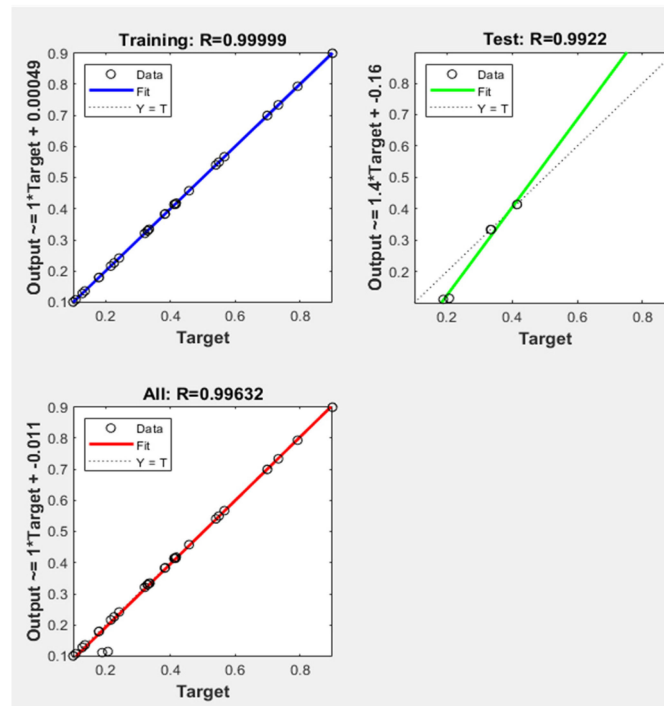 Training: R=0.99999
Output ~= 1*Target + 0.00049
0.9
0.8
0.7
0.6
0.5
0.4
0.3
0.2
0.1
Data
Fit
Y = T
0.2
0.4
0.6
0.8
Target
Test: R=0.9922
Output ~= 1.4*Target + -0.16
0.8
0.7
0.6
0.5
0.4
0.3
0.2
Data
Fit
Y = T
0.2
0.4
0.6
0.8
Target
All: R=0.99632
Output ~= 1*Target + -0.011
0.9
0.8
0.7
0.6
0.5
0.4
0.3
0.2
0.1
Data
Fit
Y = T
0.2
0.4
0.6
0.8
Target